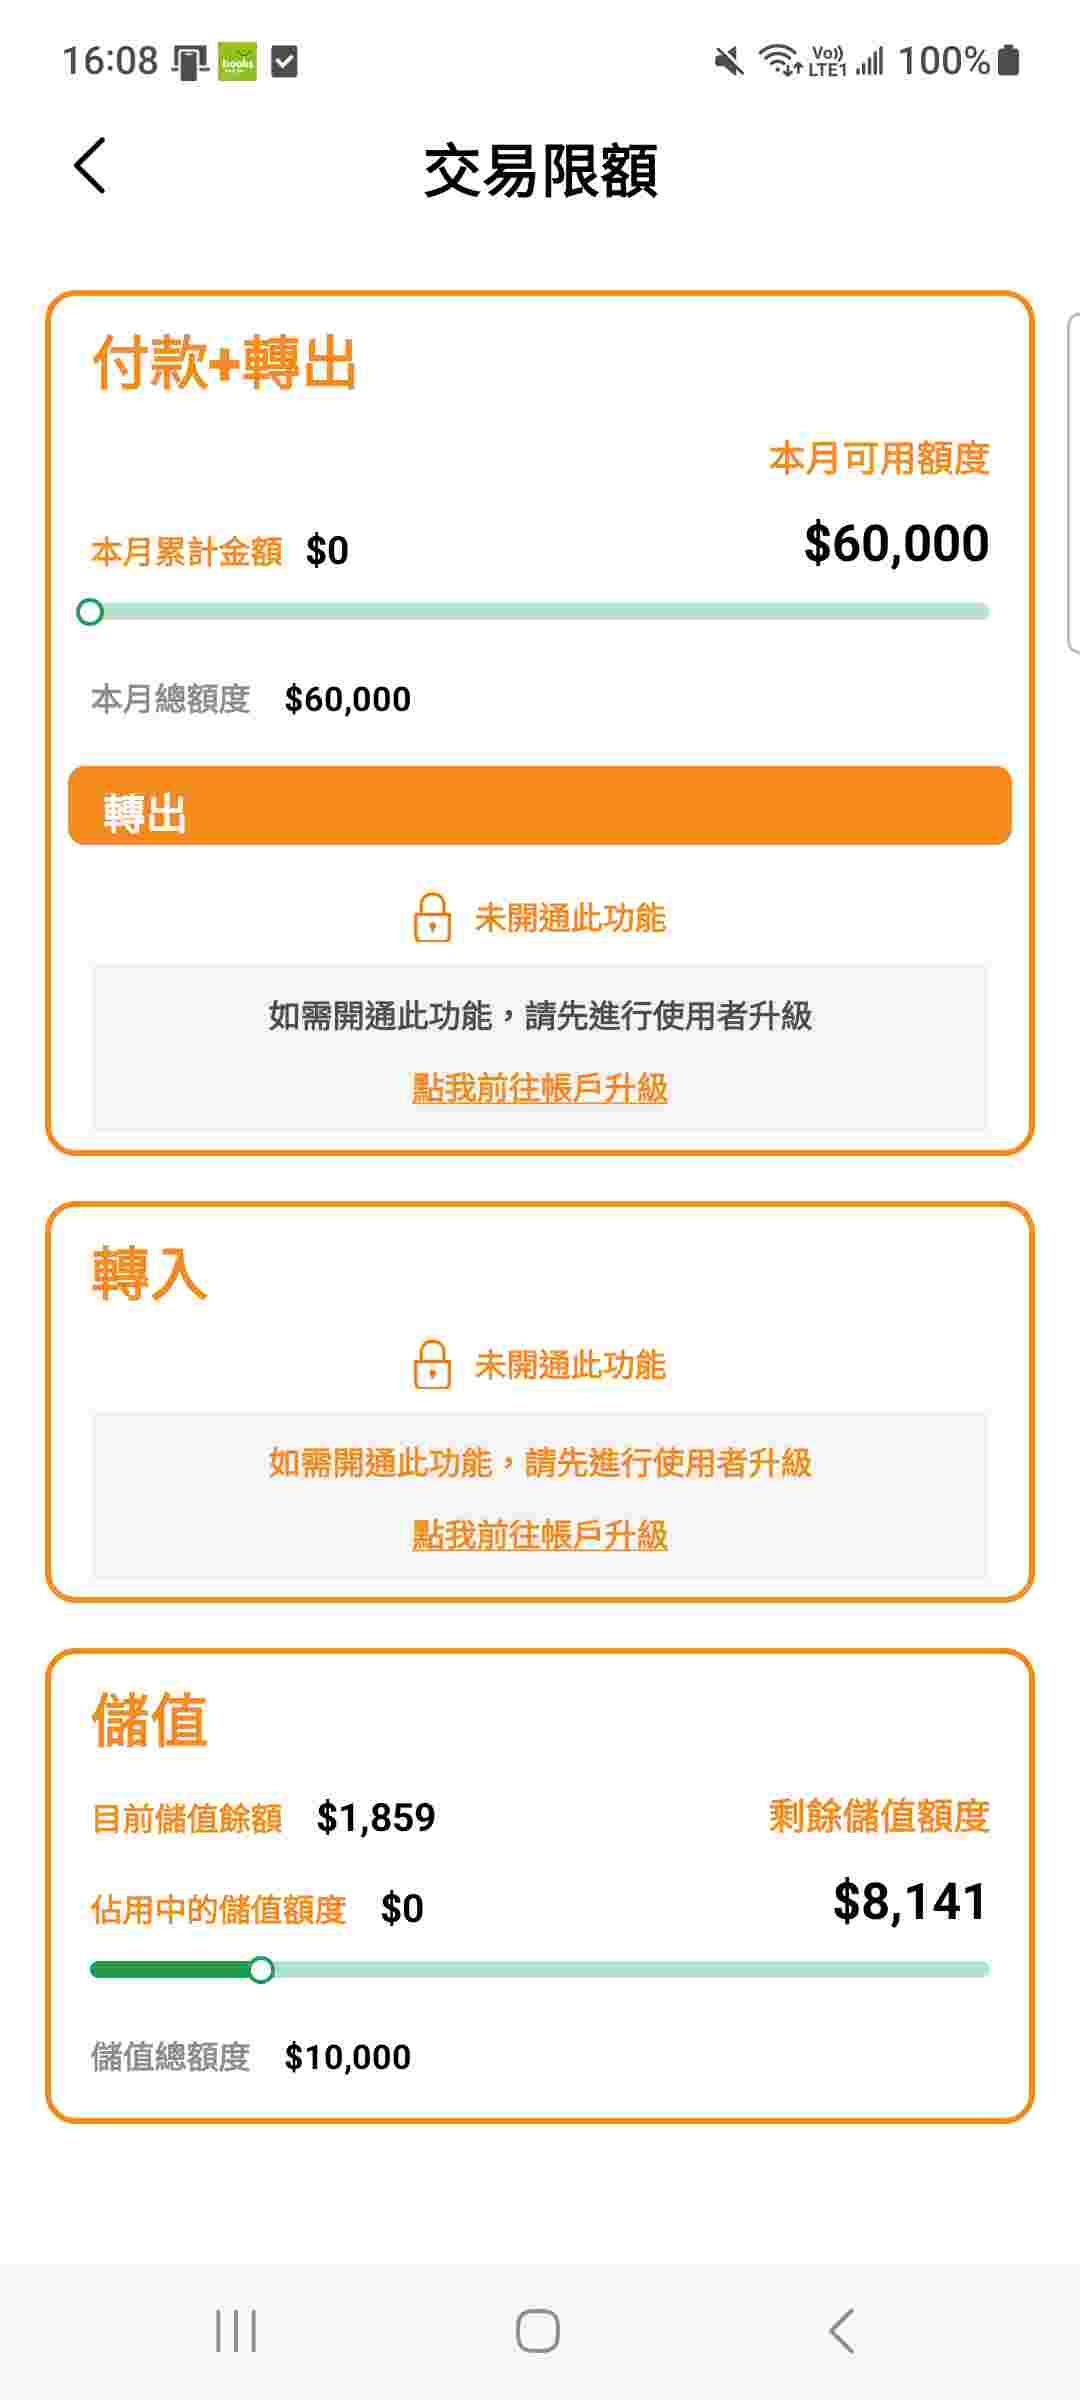 16:08 books Vo)) LTE1 100%
交易限額
付款+轉出
本月可用額度
本月累計金額 $0 $60,000
本月總額度 $60,000
轉出
未開通此功能
如需開通此功能，請先進行使用者升級
點我前往帳戶升級
轉入
未開通此功能
如需開通此功能，請先進行使用者升級
點我前往帳戶升級
儲值
目前儲值餘額 $1,859 剩餘儲值額度
佔用中的儲值額度 $0 $8,141
儲值總額度 $10,000